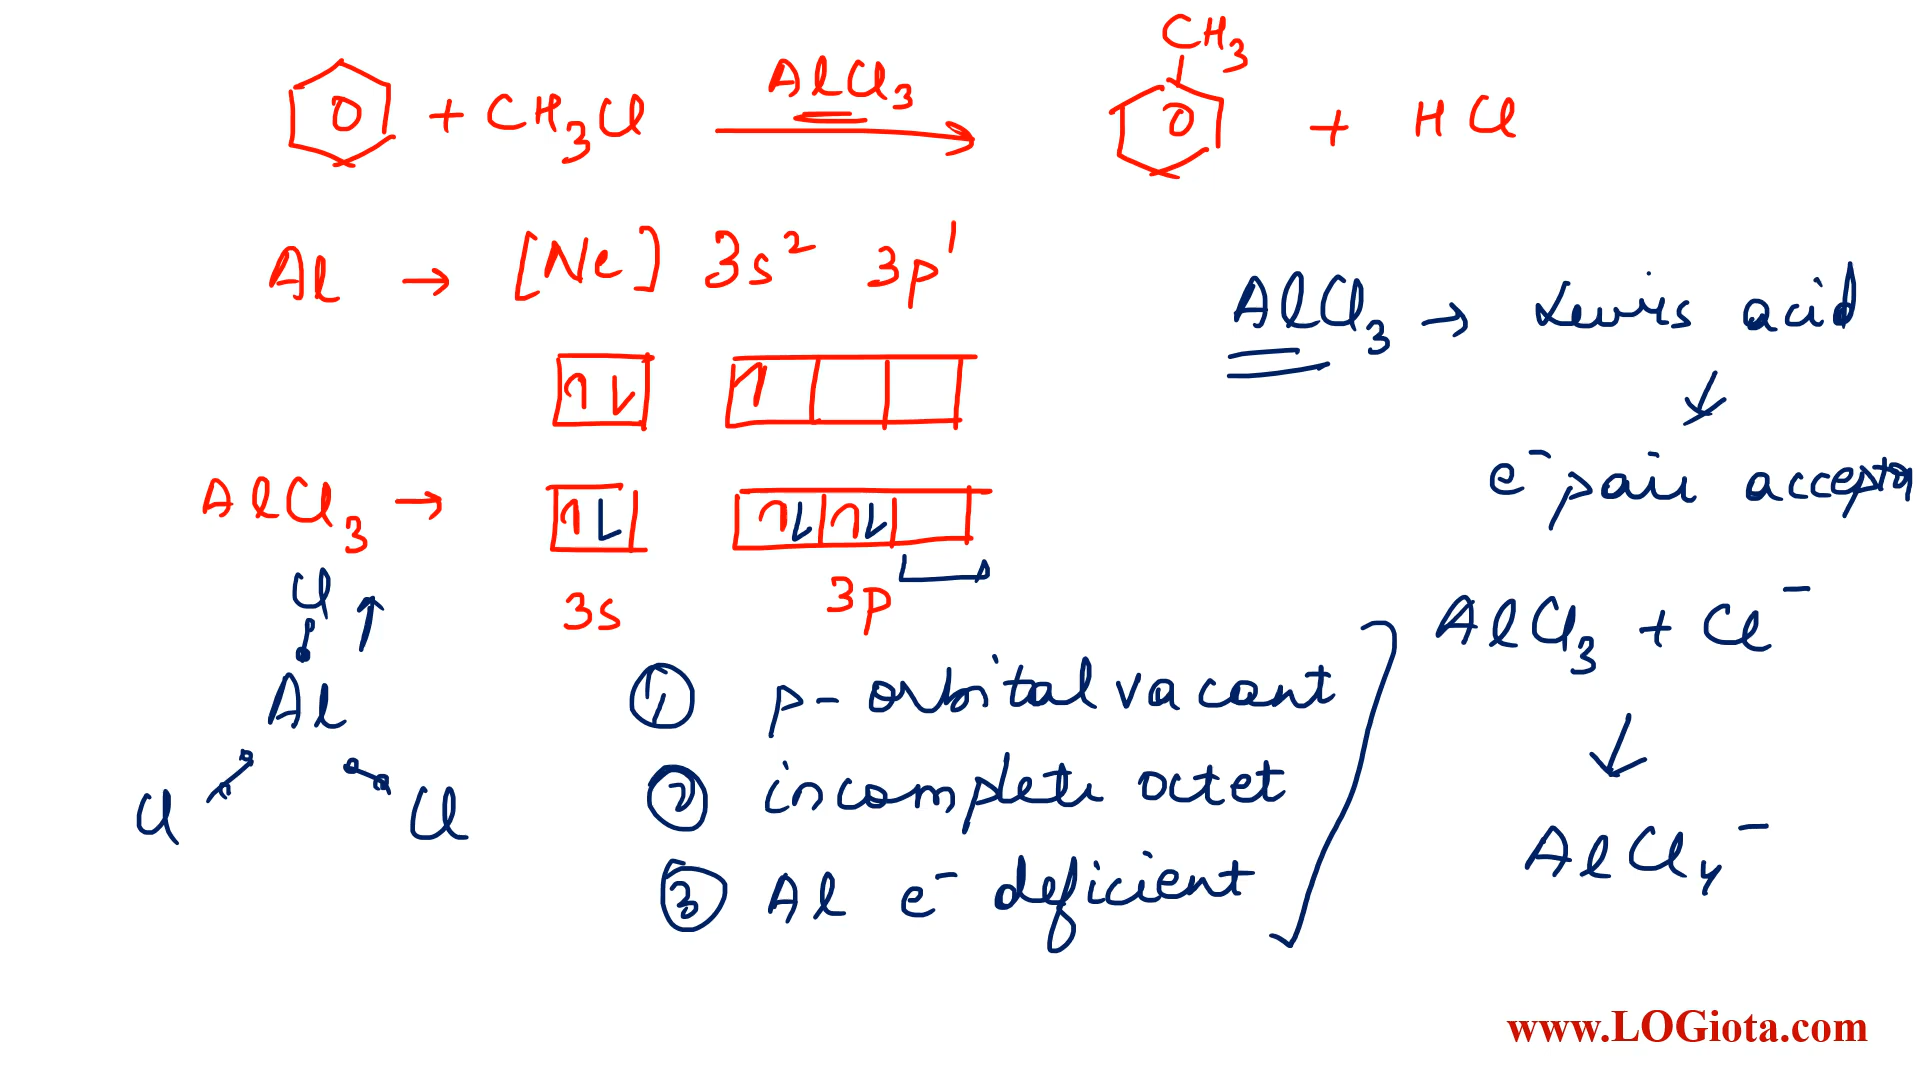 CH3
⌬ + CH3Cl AlCl3 → ⌬ + HCl
Al → [Ne] 3s² 3p¹
↿⇂ ↿
AlCl3 → ↿⇂ ↿⇂ ↿⇂
3s 3p
Cl
Al
Cl Cl
① p-orbital vacant
② incomplete octet
③ Al e⁻ deficient
AlCl3 → Lewis acid
↓
e⁻ pair acceptor
AlCl3 + Cl⁻
↓
AlCl4⁻
www.LOGiota.com